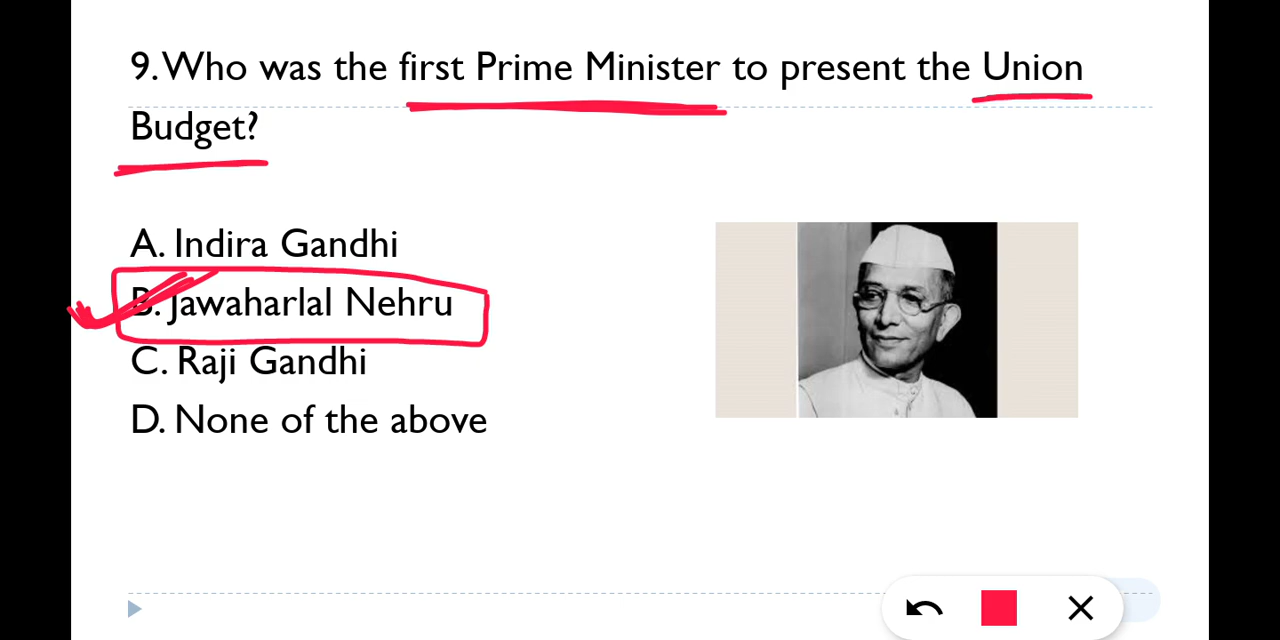 9. Who was the first Prime Minister to present the Union
Budget?
A. Indira Gandhi
B. Jawaharlal Nehru
C. Raji Gandhi
D. None of the above